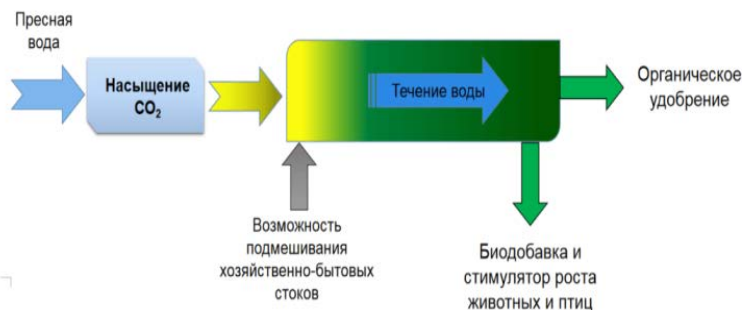 Пресная
вода
Насыщение
CO₂
Течение воды
Органическое
удобрение
Возможность
подмешивания
хозяйственно-бытовых
стоков
Биодобавка и
стимулятор роста
животных и птиц